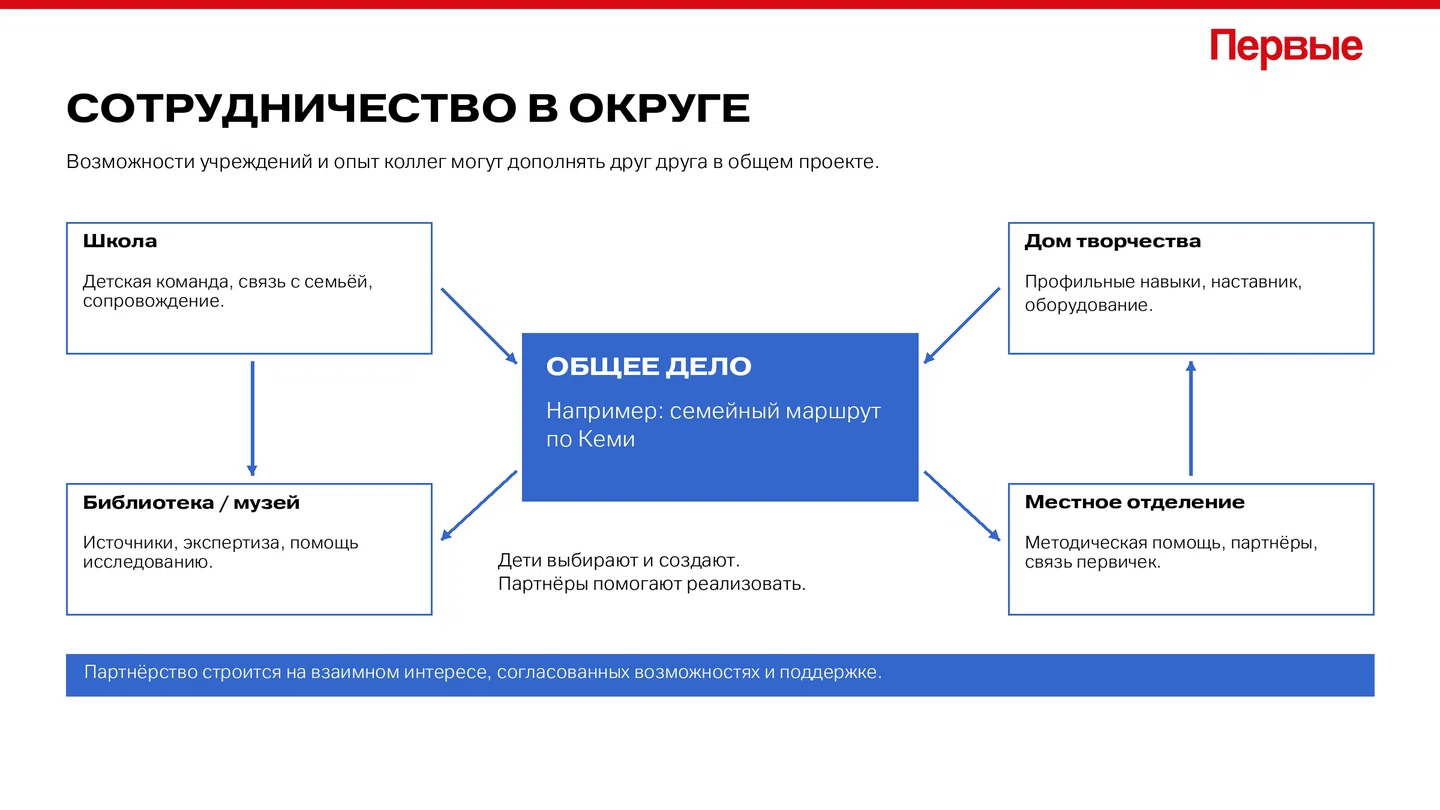 Первые
СОТРУДНИЧЕСТВО В ОКРУГЕ
Возможности учреждений и опыт коллег могут дополнять друг друга в общем проекте.
Школа
Детская команда, связь с семьёй,
сопровождение.
Дом творчества
Профильные навыки, наставник,
оборудование.
ОБЩЕЕ ДЕЛО
Например: семейный маршрут
по Кеми
Библиотека / музей
Источники, экспертиза, помощь
исследованию.
Местное отделение
Методическая помощь, партнёры,
связь первичек.
Дети выбирают и создают.
Партнёры помогают реализовать.
Партнёрство строится на взаимном интересе, согласованных возможностях и поддержке.